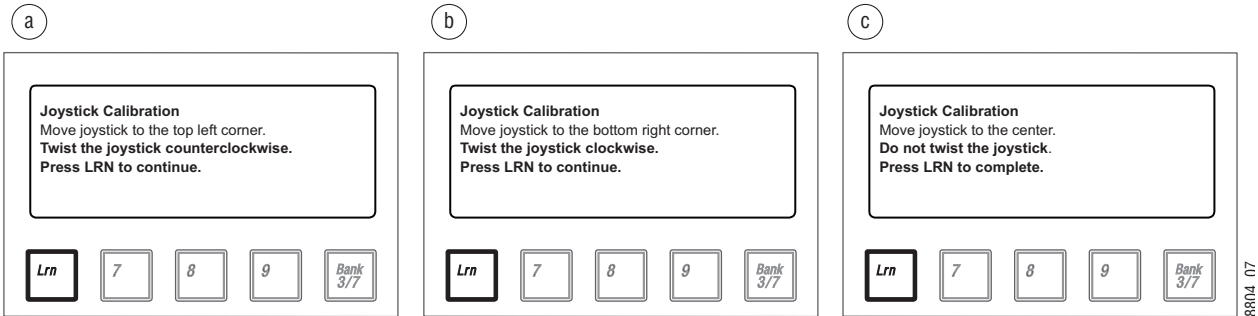 a
Joystick Calibration
Move joystick to the top left corner.
Twist the joystick counterclockwise.
Press LRN to continue.
Lrn
7
8
9
Bank
3/7
b
Joystick Calibration
Move joystick to the bottom right corner.
Twist the joystick clockwise.
Press LRN to continue.
Lrn
7
8
9
Bank
3/7
c
Joystick Calibration
Move joystick to the center.
Do not twist the joystick.
Press LRN to complete.
Lrn
7
8
9
Bank
3/7
8804_07